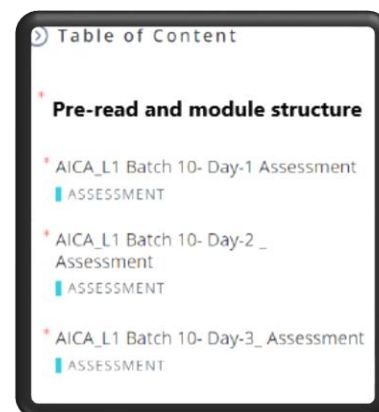 Table of Content
* Pre-read and module structure
* AICA_L1 Batch 10- Day-1 Assessment
ASSESSMENT
* AICA_L1 Batch 10- Day-2 _
Assessment
ASSESSMENT
* AICA_L1 Batch 10- Day-3_ Assessment
ASSESSMENT